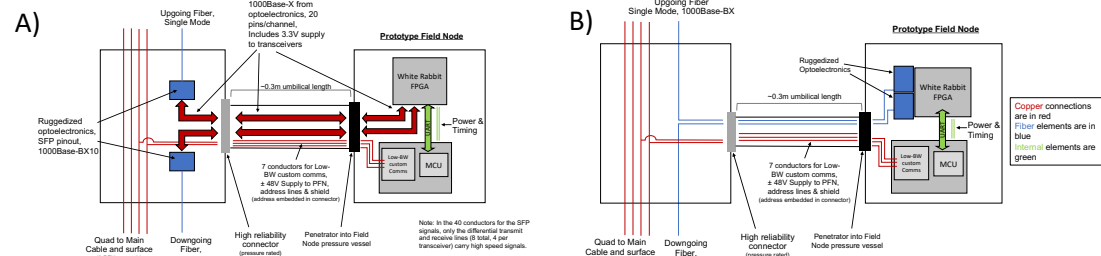 A)
Upgoing Fiber,
Single Mode
1000Base-X from
optoelectronics, 20
pins/channel,
Includes 3.3V supply
to transceivers
Prototype Field Node
White Rabbit
FPGA
~0.3m umbilical length
Ruggedized
optoelectronics,
SFP pinout,
1000Base-BX10
UART
Power &
Timing
Low-BW
custom
Comms
MCU
7 conductors for Low-
BW custom comms,
± 48V Supply to PFN,
address lines & shield
(address embedded in connector)
Note: In the 40 conductors for the SFP
signals, only the differential transmit
and receive lines (8 total, 4 per
transceiver) carry high speed signals.
Quad to Main
Cable and surface
Downgoing
Fiber,
High reliability
connector
(pressure rated)
Penetrator into Field
Node pressure vessel
B)
Upgoing Fiber
Single Mode, 1000Base-BX
Prototype Field Node
Ruggedized
Optoelectronics
White Rabbit
FPGA
~0.3m umbilical length
UART
Power &
Timing
Low-BW
custom
Comms
MCU
7 conductors for Low-
BW custom comms,
± 48V Supply to PFN,
address lines & shield
(address embedded in connector)
Copper connections
are in red
Fiber elements are in
blue
Internal elements are
green
Quad to Main
Cable and surface
Downgoing
Fiber,
High reliability
connector
(pressure rated)
Penetrator into Field
Node pressure vessel